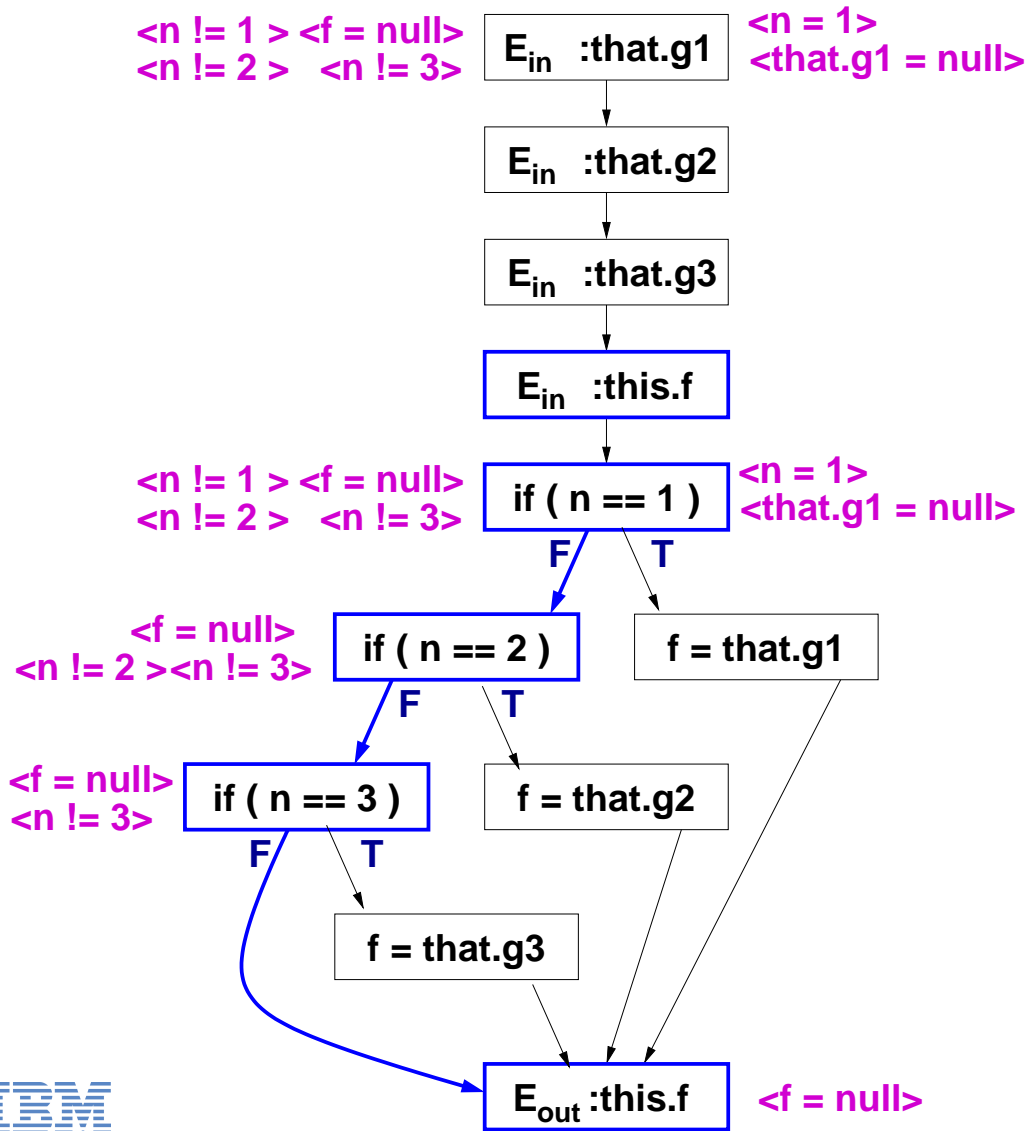 <n != 1 > <f = null>
<n != 2 > <n != 3>
E_in :that.g1
<n = 1>
<that.g1 = null>
E_in :that.g2
E_in :that.g3
E_in :this.f
<n != 1 > <f = null>
<n != 2 > <n != 3>
if ( n == 1 )
<n = 1>
<that.g1 = null>
F T
<f = null>
<n != 2 ><n != 3>
if ( n == 2 )
f = that.g1
F T
<f = null>
<n != 3>
if ( n == 3 )
f = that.g2
F T
f = that.g3
E_out :this.f
<f = null>
IBM